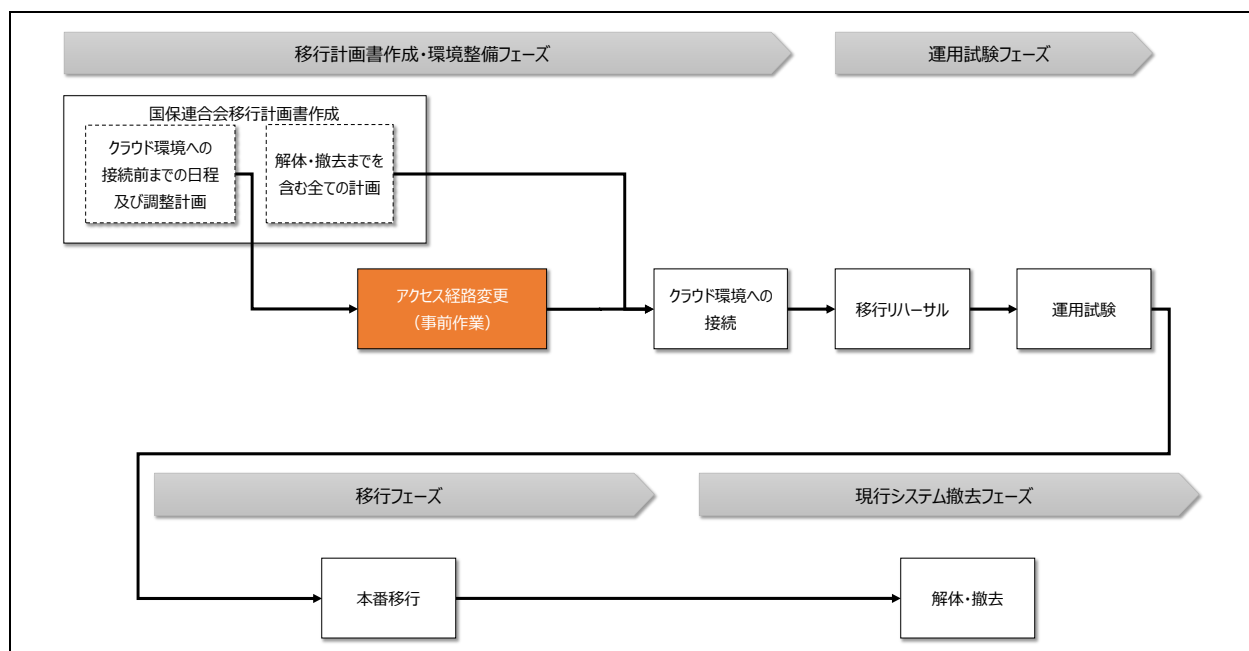 移行計画書作成・環境整備フェーズ
運用試験フェーズ
国保連合会移行計画書作成
クラウド環境への
接続前までの日程
及び調整計画
解体・撤去までを
含む全ての計画
アクセス経路変更
（事前作業）
クラウド環境への
接続
移行リハーサル
運用試験
移行フェーズ
現行システム撤去フェーズ
本番移行
解体・撤去